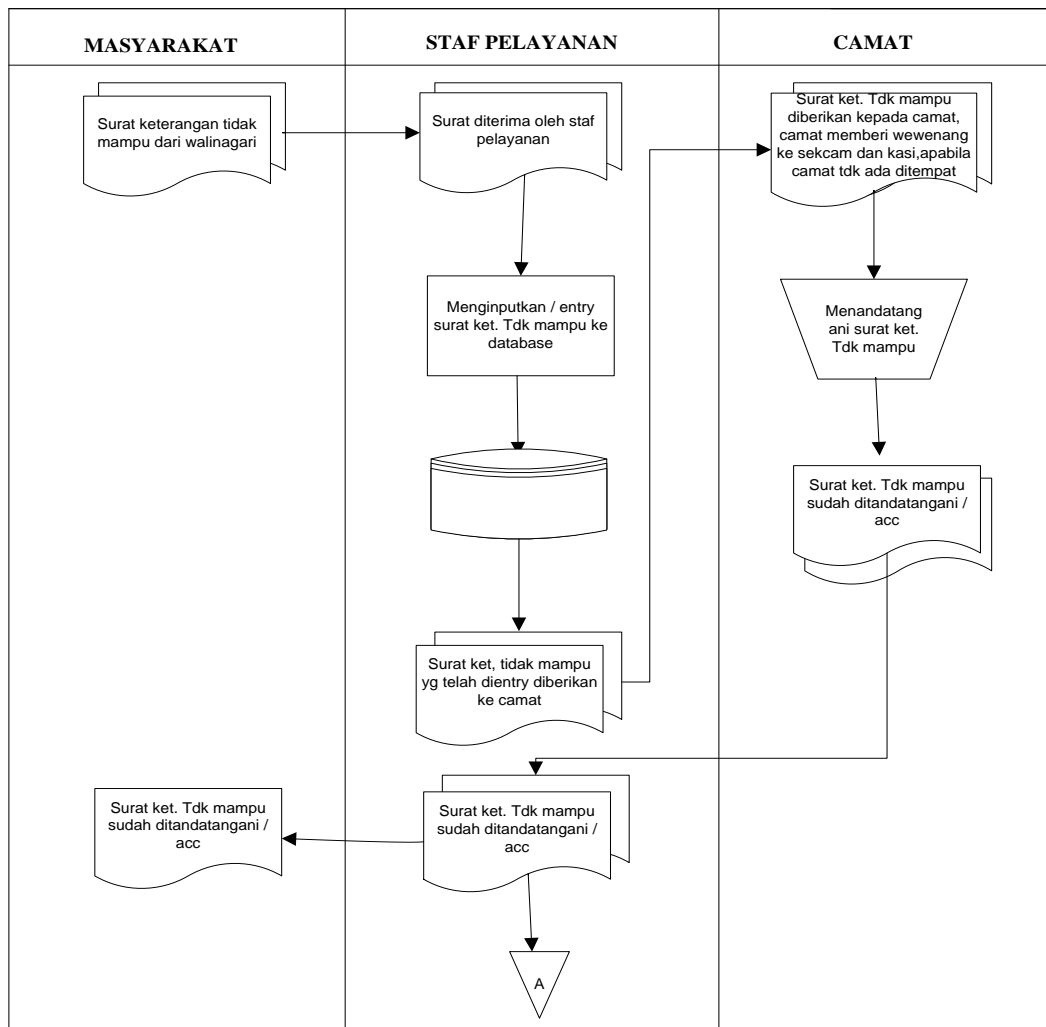 MASYARAKAT
STAF PELAYANAN
CAMAT
Surat keterangan tidak
mampu dari walinagari
Surat diterima oleh staf
pelayanan
Surat ket. Tdk mampu
diberikan kepada camat,
camat memberi wewenang
ke sekcam dan kasi,apabila
camat tdk ada ditempat
Menginputkan / entry
surat ket. Tdk mampu ke
database
Menandatang
ani surat ket.
Tdk mampu
Surat ket. Tdk mampu
sudah ditandatangani /
acc
Surat ket, tidak mampu
yg telah dientry diberikan
ke camat
Surat ket. Tdk mampu
sudah ditandatangani /
acc
Surat ket. Tdk mampu
sudah ditandatangani /
acc
A